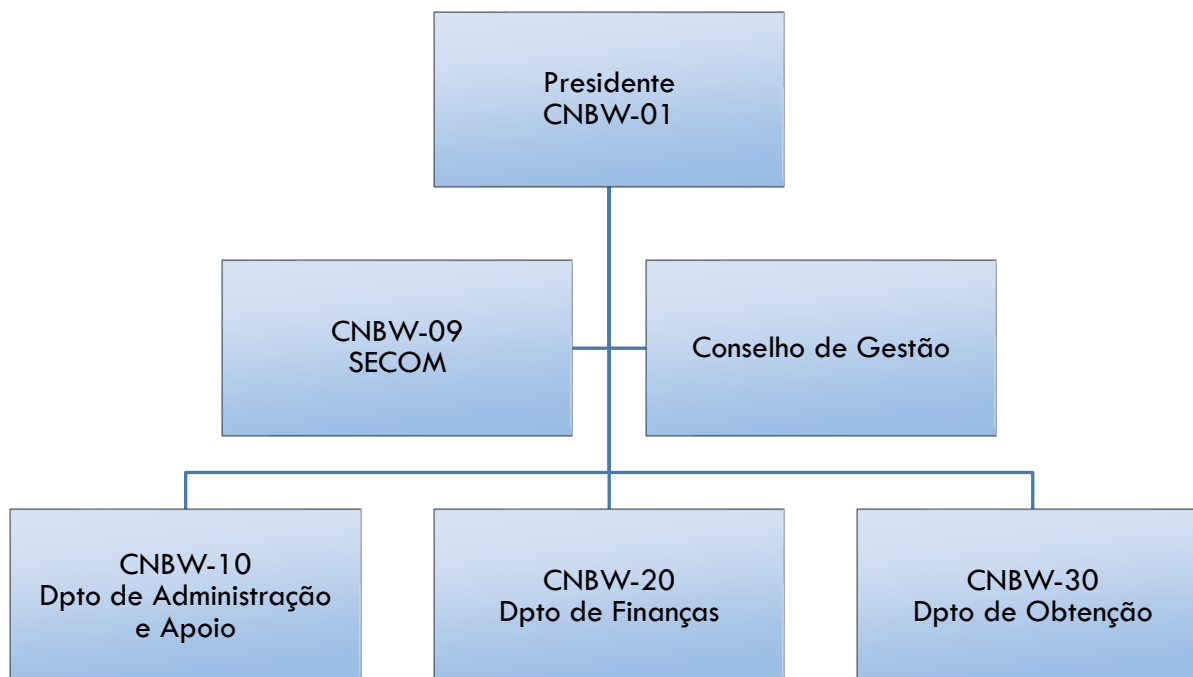 Presidente
CNBW-01
CNBW-09
SECOM
Conselho de Gestão
CNBW-10
Dpto de Administração
e Apoio
CNBW-20
Dpto de Finanças
CNBW-30
Dpto de Obtenção